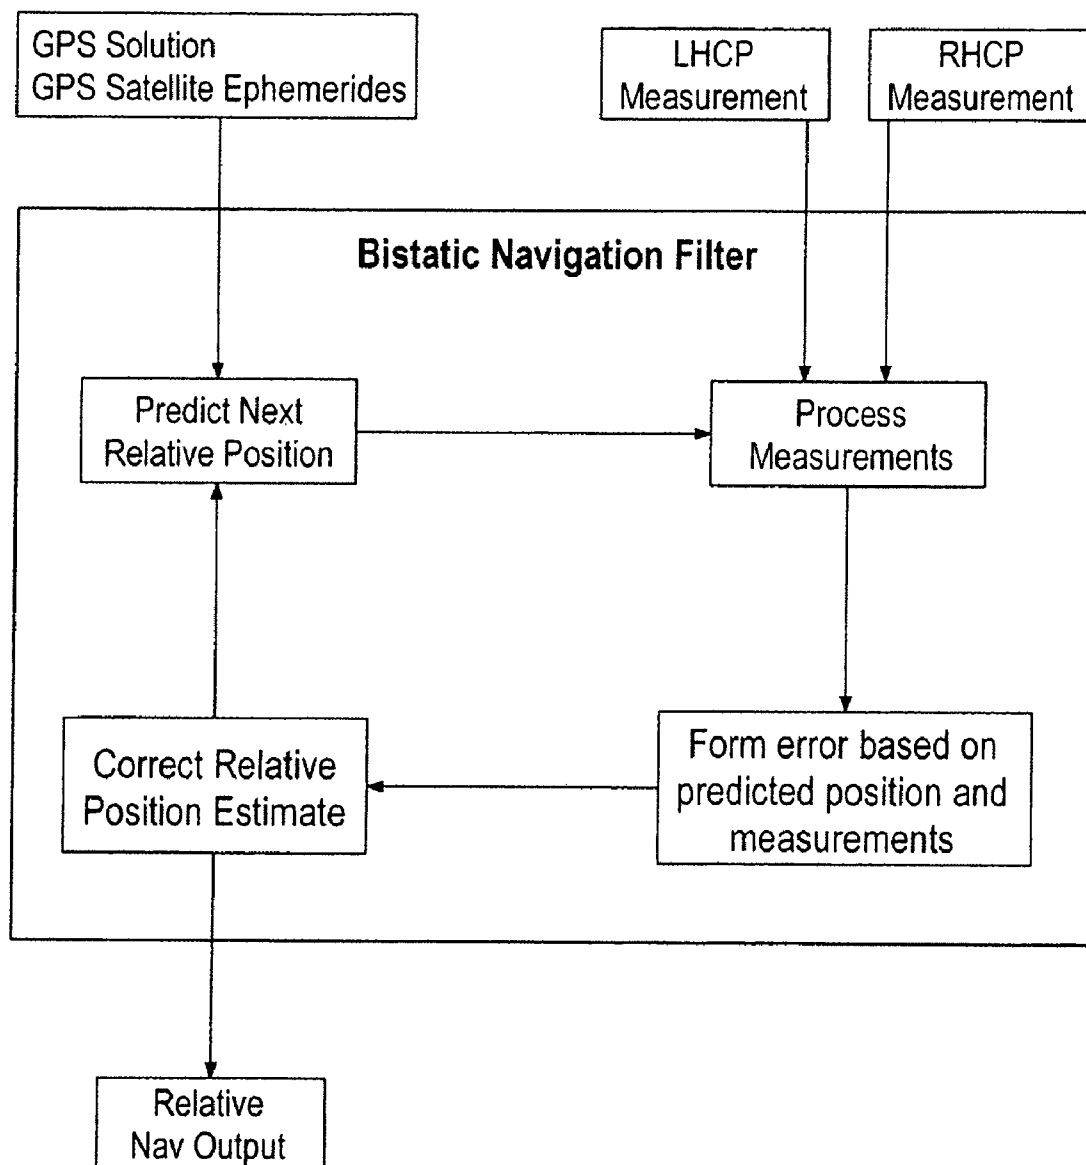 GPS Solution
GPS Satellite Ephemerides
LHCP
Measurement
RHCP
Measurement
Bistatic Navigation Filter
Predict Next
Relative Position
Process
Measurements
Correct Relative
Position Estimate
Form error based on
predicted position and
measurements
Relative
Nav Output